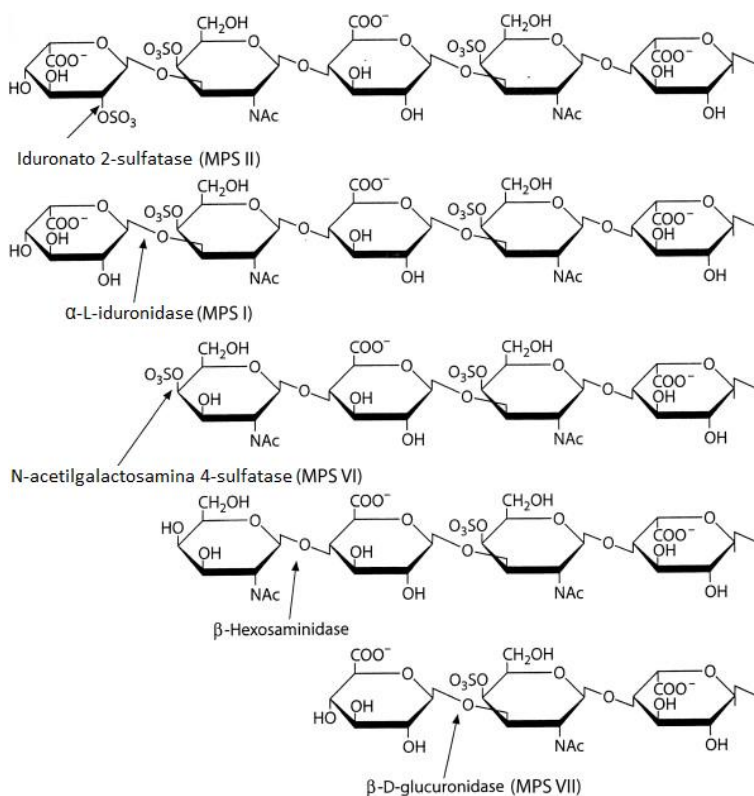 CH₂OH COO⁻ CH₂OH
O O₃SO O O O₃SO O O
COO⁻ O O COO⁻
HO OH O OH O OH
OSO₃ NAc OH NAc OH
Iduronato 2-sulfatase (MPS II)
CH₂OH COO⁻ CH₂OH
O O₃SO O O O₃SO O O
COO⁻ O O COO⁻
HO OH O OH O OH
OH NAc OH NAc OH
α-L-iduronidase (MPS I)
CH₂OH COO⁻ CH₂OH
O₃SO O O O₃SO O O
OH O OH O O COO⁻
OH
NAc OH NAc OH
N-acetilgalactosamina 4-sulfatase (MPS VI)
CH₂OH COO⁻ CH₂OH
HO O O O₃SO O O
OH O OH O O COO⁻
OH
NAc OH NAc OH
β-Hexosaminidase
COO⁻ CH₂OH
O O₃SO O O
OH O O COO⁻
HO OH
OH NAc OH
β-D-glucuronidase (MPS VII)